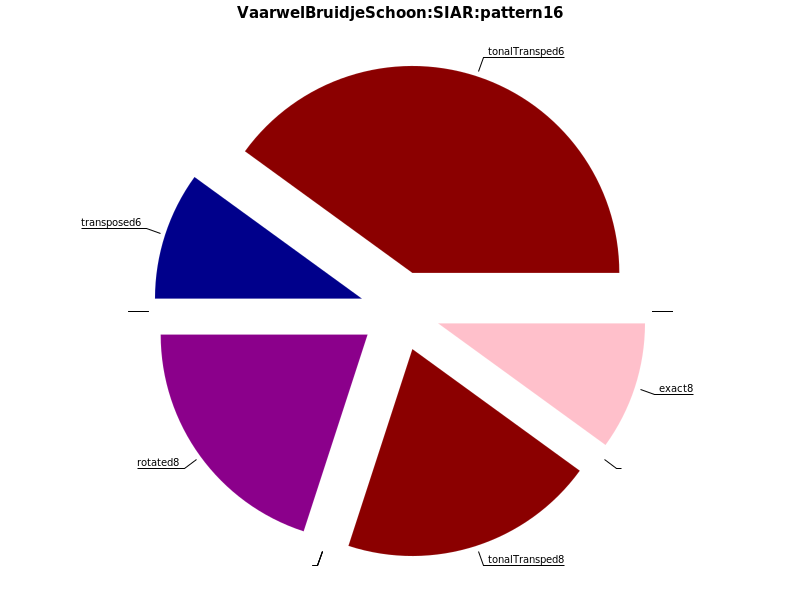 VaarwelBruidjeSchoon:SIAR:pattern16
tonalTransped6
transposed6
exact8
rotated8
tonalTransped8